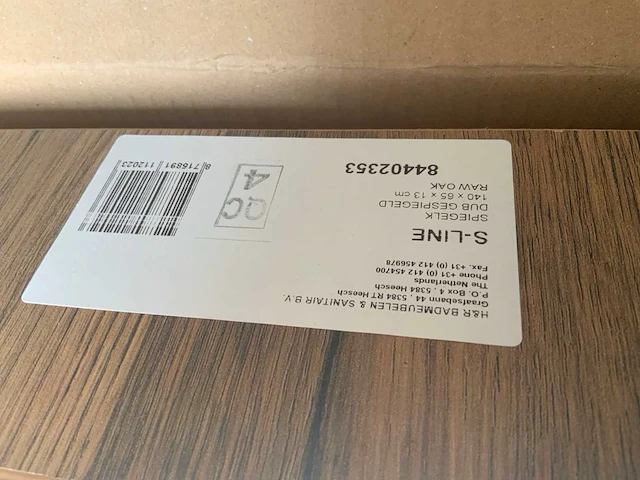 H&R BADMEUBELEN & SANITAIR B.V.
Graafsebann 44 . 5384 RT Heesch
P.O. Box 4 . 5384 Heesch
The Netherlands
Phone +31 (0) 412 454700
Fax. +31 (0) 412 456978
S-LINE
SPIEGELK
DUB GESPIEGELD
140 x 65 x 13 cm
RAW OAK
84402353
QC
4
8 716891 112023